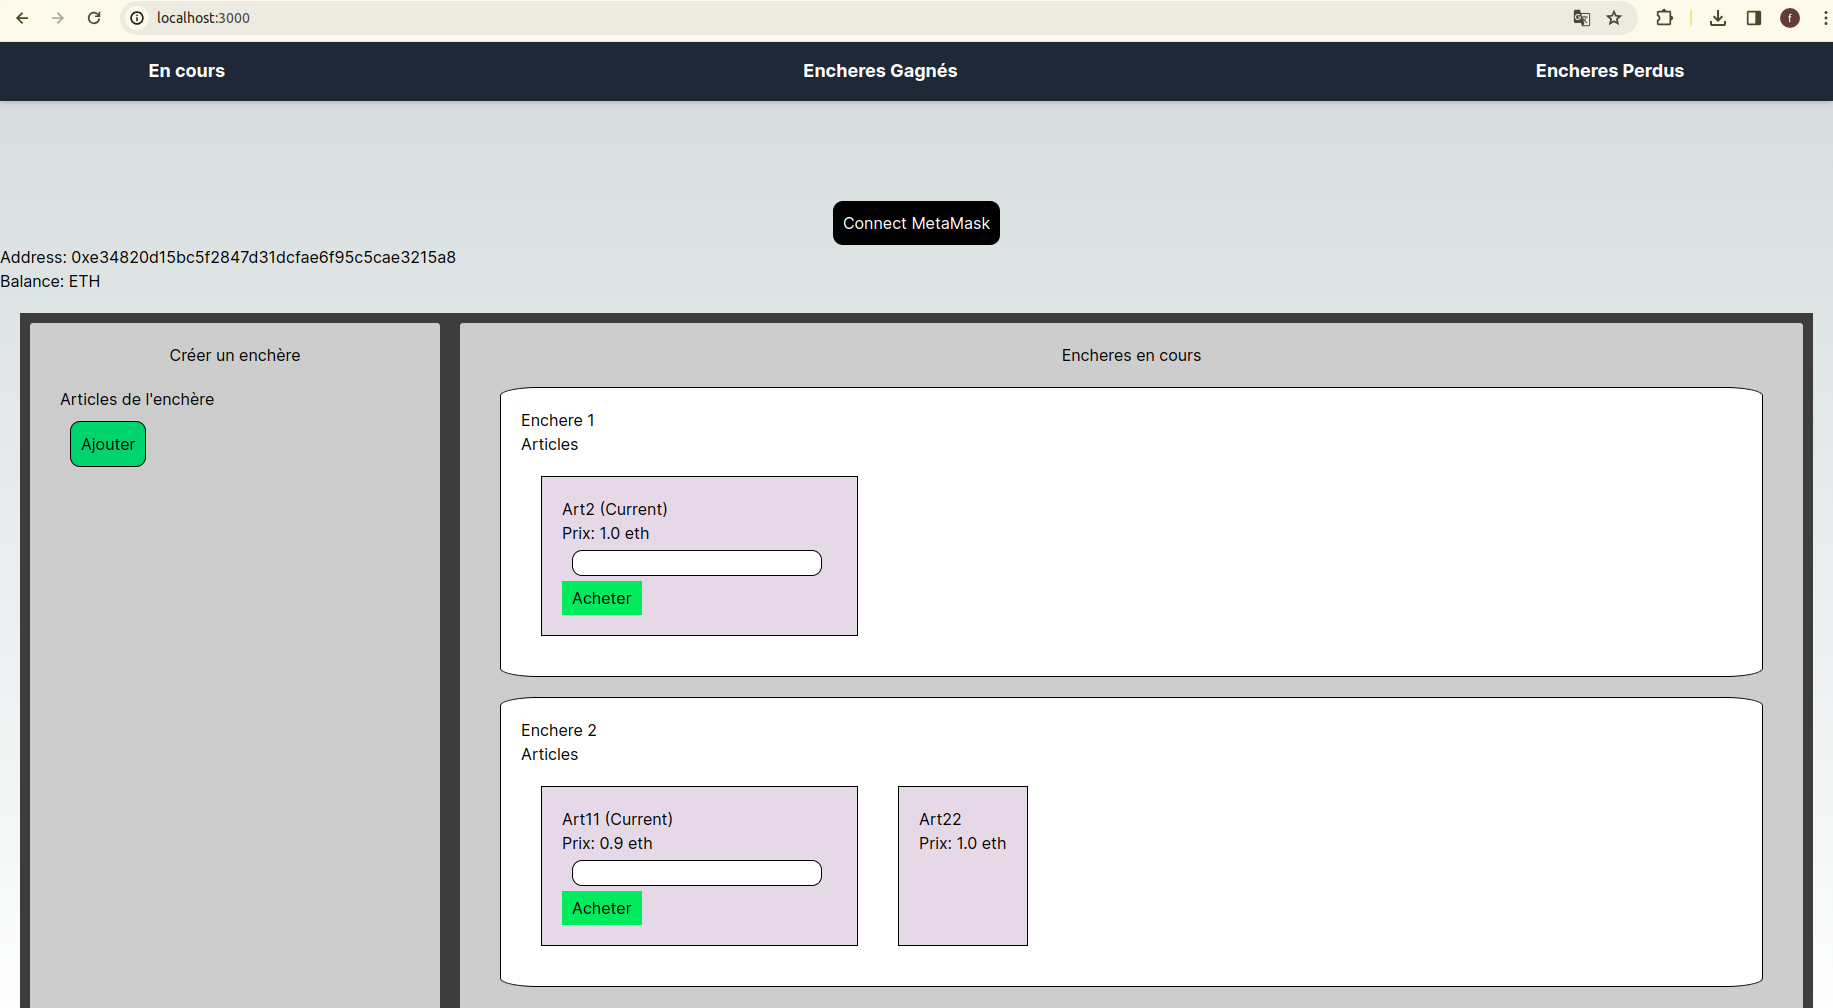 localhost:3000
f
En cours
Encheres Gagnés
Encheres Perdus
Connect MetaMask
Address: 0xe34820d15bc5f2847d31dcfae6f95c5cae3215a8
Balance: ETH
Créer un enchère
Articles de l'enchère
Ajouter
Encheres en cours
Enchere 1
Articles
Art2 (Current)
Prix: 1.0 eth
Acheter
Enchere 2
Articles
Art11 (Current)
Prix: 0.9 eth
Acheter
Art22
Prix: 1.0 eth